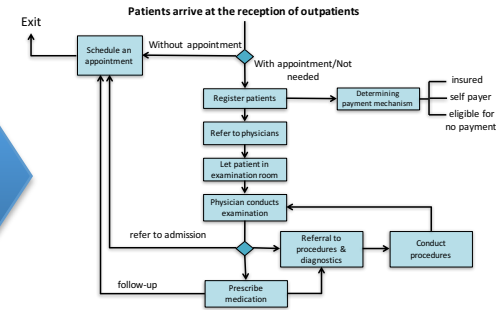 Patients arrive at the reception of outpatients
Exit
Schedule an
appointment
Without appointment
With appointment/Not
needed
Register patients
Determining
payment mechanism
insured
self payer
eligible for
no payment
Refer to physicians
Let patient in
examination room
Physician conducts
examination
refer to admission
Referral to
procedures &
diagnostics
Conduct
procedures
follow-up
Prescribe
medication